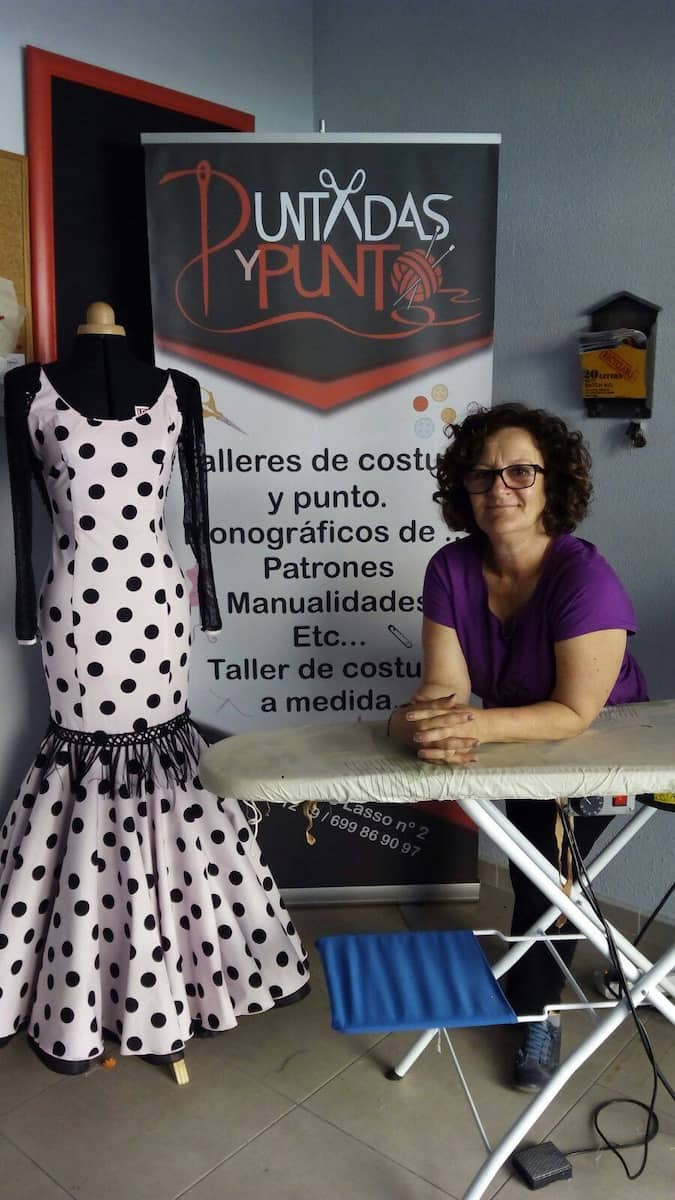 PUNTADAS
Y PUNTO
alleres de costu
y punto.
onográficos de ...
Patrones
Manualidades
Etc...
Taller de costu
a medida.
Lasso nº 2
/ 699 86 90 97
20 LITERS